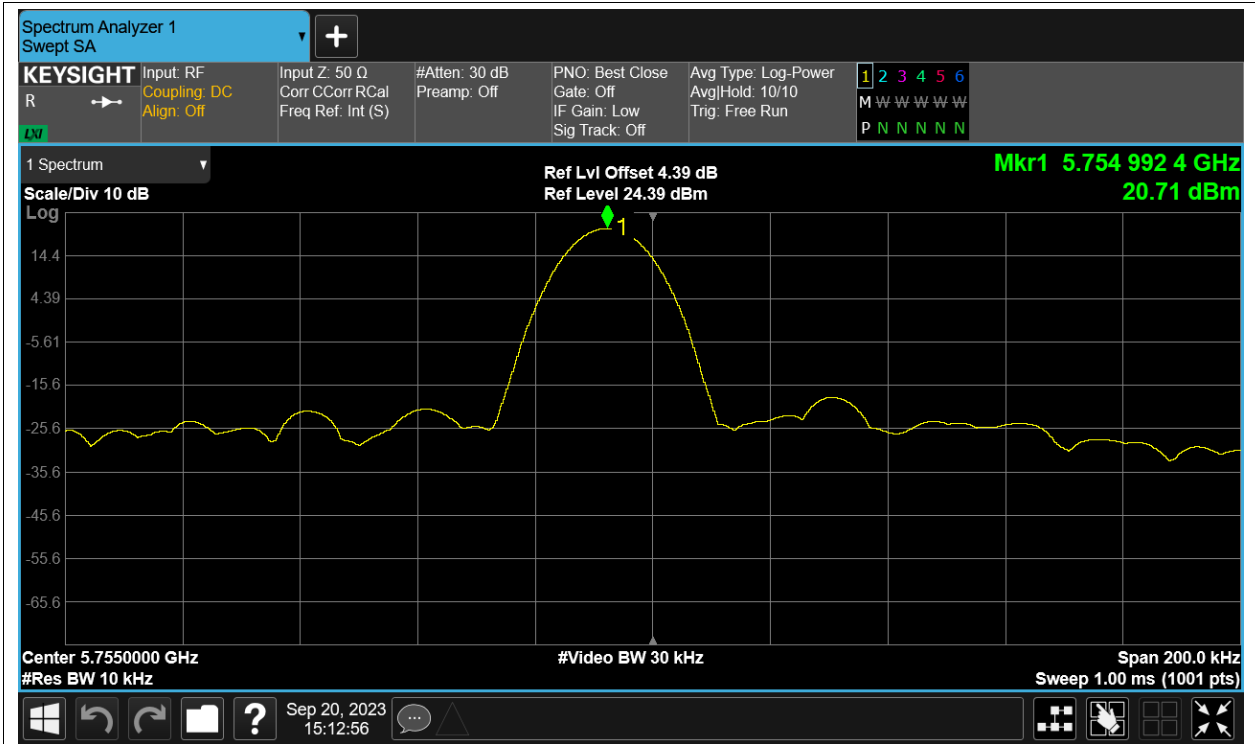 Spectrum Analyzer 1
Swept SA
KEYSIGHT
R
LXI
Input: RF
Coupling: DC
Align: Off
Input Z: 50 Ω
Corr CCorr RCal
Freq Ref: Int (S)
#Atten: 30 dB
Preamp: Off
PNO: Best Close
Gate: Off
IF Gain: Low
Sig Track: Off
Avg Type: Log-Power
Avg|Hold: 10/10
Trig: Free Run
1 2 3 4 5 6
M W W W W W
P N N N N N
1 Spectrum
Scale/Div 10 dB
Log
Ref Lvl Offset 4.39 dB
Ref Level 24.39 dBm
Mkr1 5.754 992 4 GHz
20.71 dBm
1
14.4
4.39
-5.61
-15.6
-25.6
-35.6
-45.6
-55.6
-65.6
Center 5.7550000 GHz
#Res BW 10 kHz
#Video BW 30 kHz
Span 200.0 kHz
Sweep 1.00 ms (1001 pts)
?
Sep 20, 2023
15:12:56